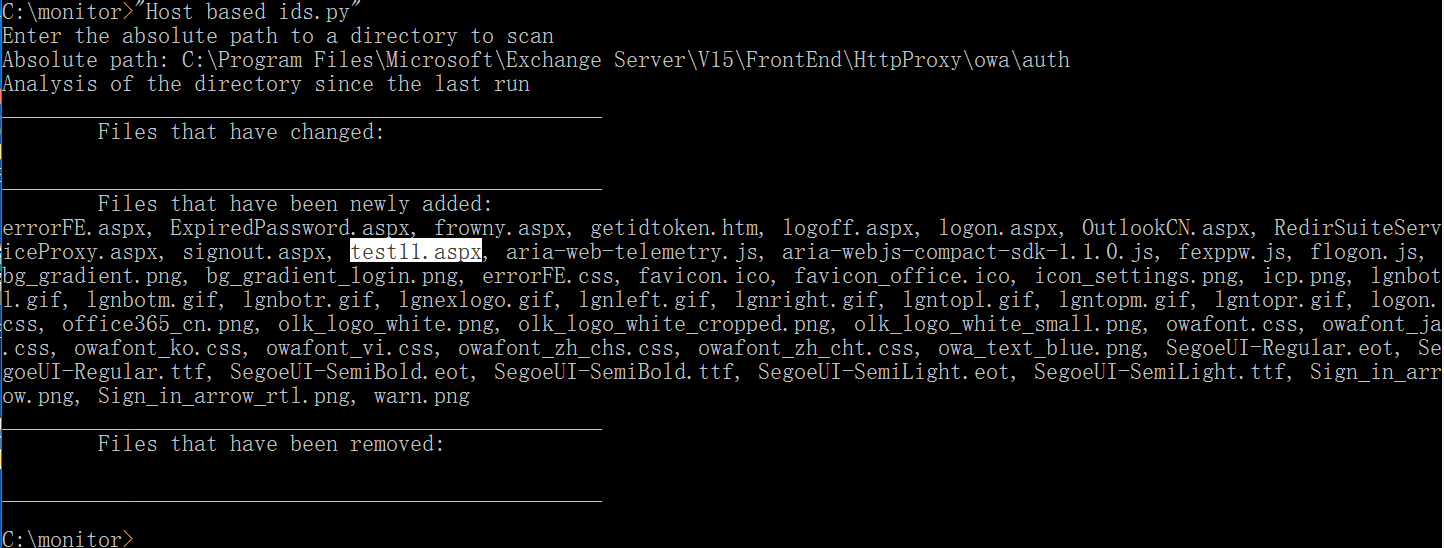 C:\monitor>"Host based ids.py"
Enter the absolute path to a directory to scan
Absolute path: C:\Program Files\Microsoft\Exchange Server\V15\FrontEnd\HttpProxy\owa\auth
Analysis of the directory since the last run
Files that have changed:
Files that have been newly added:
errorFE.aspx, ExpiredPassword.aspx, frowny.aspx, getidtoken.htm, logoff.aspx, logon.aspx, OutlookCN.aspx, RedirSuiteServ
iceProxy.aspx, signout.aspx, testll.aspx, aria-web-telemetry.js, aria-webjs-compact-sdk-1.1.0.js, fexppw.js, flogon.js,
bg_gradient.png, bg_gradient_login.png, errorFE.css, favicon.ico, favicon_office.ico, icon_settings.png, icp.png, lgnbot
l.gif, lgnbotm.gif, lgnbotr.gif, lgnexlogo.gif, lgnleft.gif, lgnright.gif, lgntopl.gif, lgntopm.gif, lgntopr.gif, logon.
css, office365_cn.png, olk_logo_white.png, olk_logo_white_cropped.png, olk_logo_white_small.png, owafont.css, owafont_ja
.css, owafont_ko.css, owafont_vi.css, owafont_zh_chs.css, owafont_zh_cht.css, owa_text_blue.png, SegoeUI-Regular.eot, Se
goeUI-Regular.ttf, SegoeUI-SemiBold.eot, SegoeUI-SemiBold.ttf, SegoeUI-SemiLight.eot, SegoeUI-SemiLight.ttf, Sign_in_arr
ow.png, Sign_in_arrow_rtl.png, warn.png
Files that have been removed:
C:\monitor>